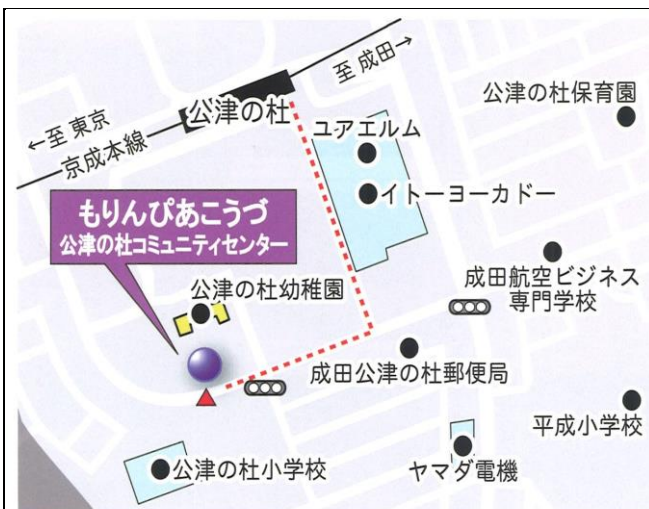 至 成田→
公津の杜
←至 東京
京成本線
ユアエルム
イトーヨーカドー
公津の杜保育園
もりんぴあこうづ
公津の杜コミュニティセンター
公津の杜幼稚園
成田航空ビジネス
専門学校
成田公津の杜郵便局
平成小学校
公津の杜小学校
ヤマダ電機